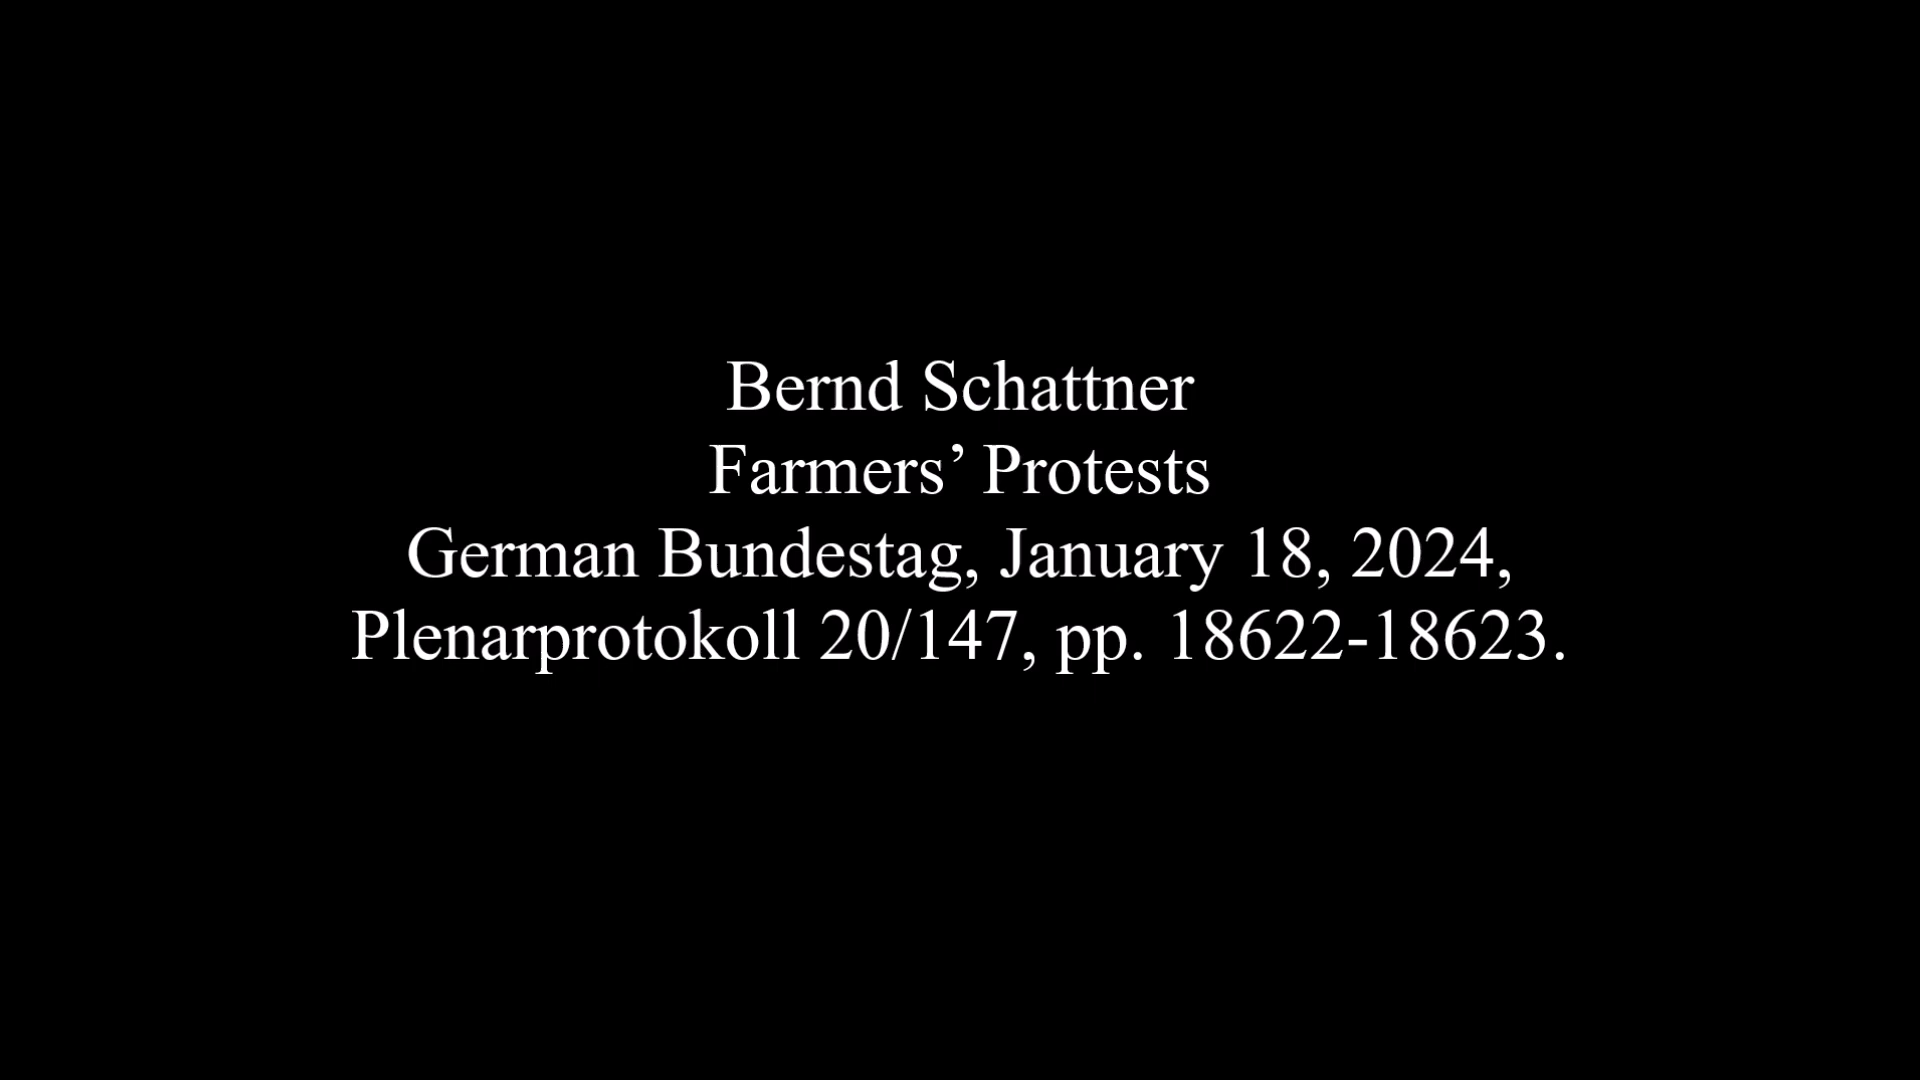 Bernd Schattner
Farmers’ Protests
German Bundestag, January 18, 2024,
Plenarprotokoll 20/147, pp. 18622-18623.